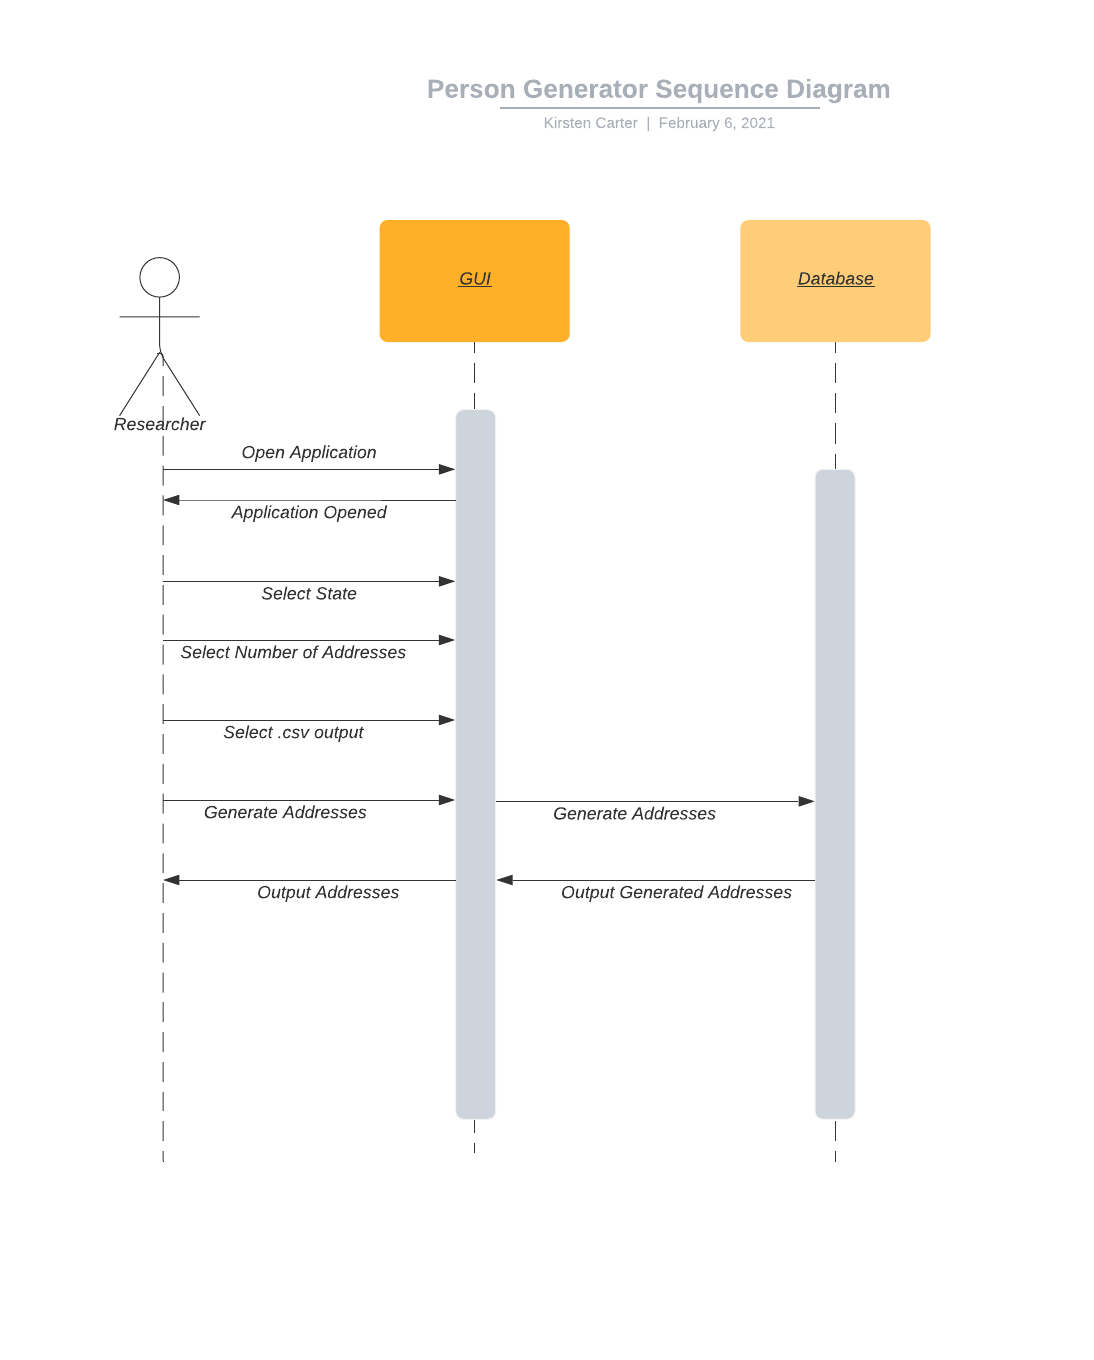 Person Generator Sequence Diagram
Kirsten Carter | February 6, 2021
GUI
Database
Researcher
Open Application
Application Opened
Select State
Select Number of Addresses
Select .csv output
Generate Addresses
Generate Addresses
Output Addresses
Output Generated Addresses